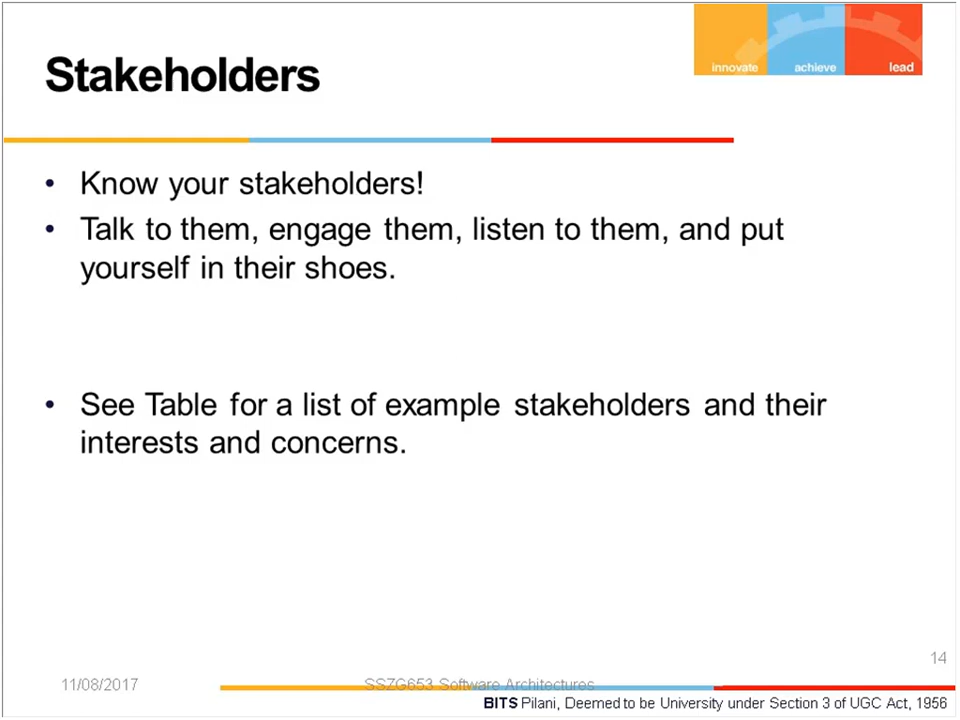 innovate achieve lead
Stakeholders
• Know your stakeholders!
• Talk to them, engage them, listen to them, and put
yourself in their shoes.
• See Table for a list of example stakeholders and their
interests and concerns.
14
11/08/2017 SSZG653 Software Architectures
BITS Pilani, Deemed to be University under Section 3 of UGC Act, 1956